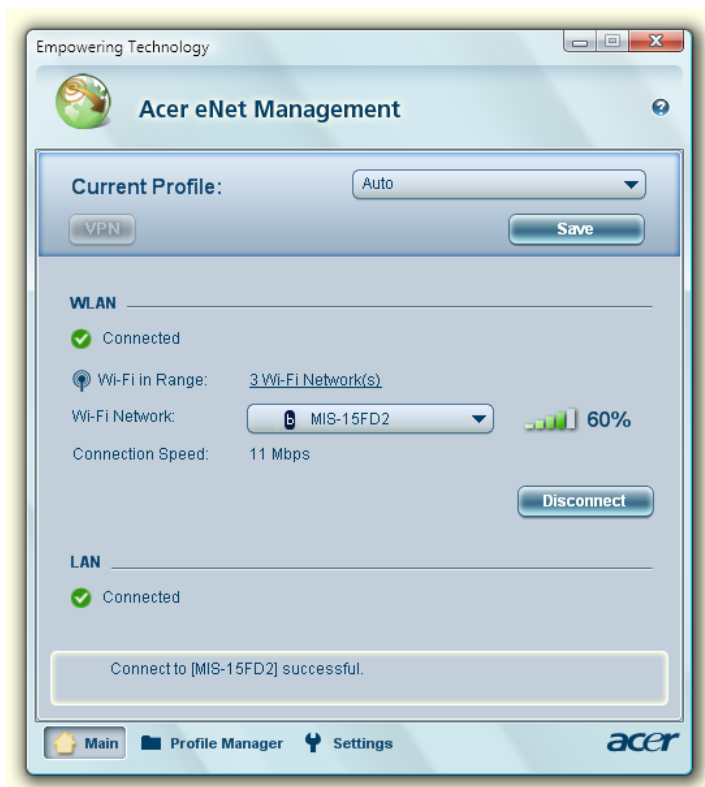 Empowering Technology
Acer eNet Management
Current Profile: Auto
VPN Save
WLAN
Connected
Wi-Fi in Range: 3 Wi-Fi Network(s)
Wi-Fi Network: b MIS-15FD2 60%
Connection Speed: 11 Mbps
Disconnect
LAN
Connected
Connect to [MIS-15FD2] successful.
Main Profile Manager Settings acer